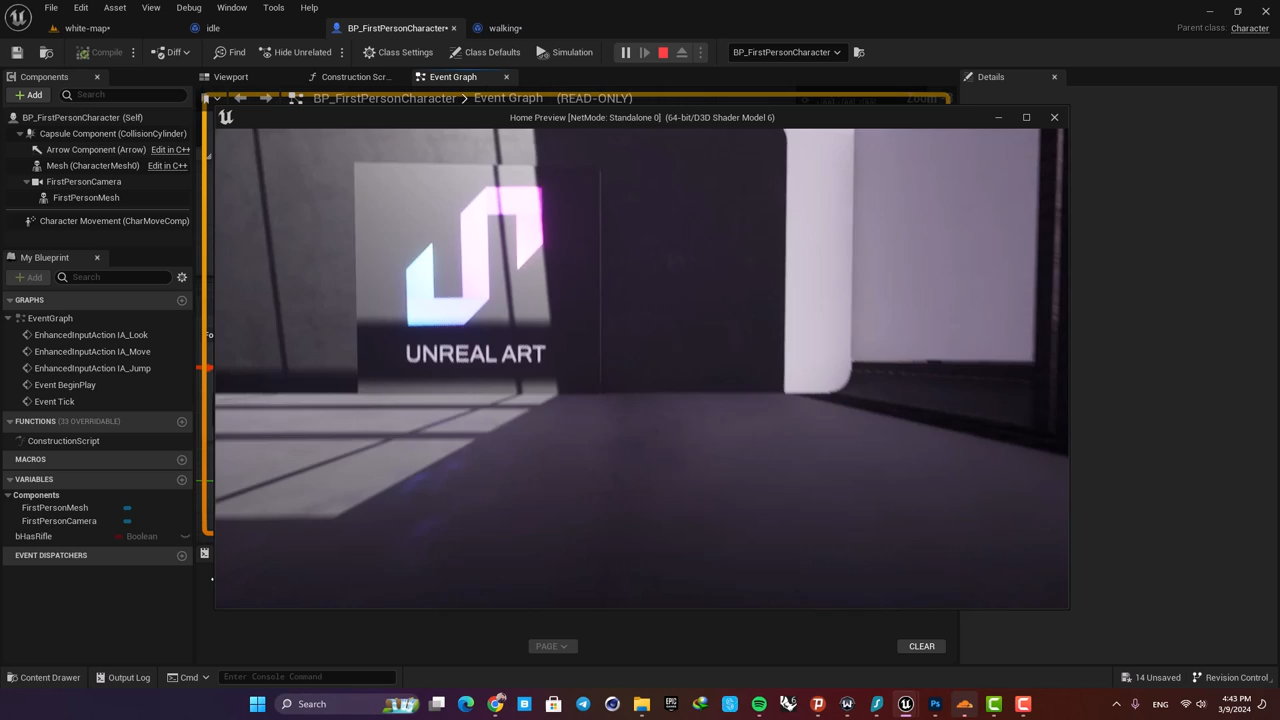 File Edit Asset View Debug Window Tools Help
white-map* idle BP_FirstPersonCharacter* walking*
Parent class: Character
Compile Diff Find Hide Unrelated Class Settings Class Defaults Simulation BP_FirstPersonCharacter
Components Viewport Construction Scr... Event Graph Details
Add Search
BP_FirstPersonCharacter > Event Graph (READ-ONLY) Zoom
BP_FirstPersonCharacter (Self)
Home Preview [NetMode: Standalone 0] (64-bit/D3D Shader Model 6)
Capsule Component (CollisionCylinder)
Arrow Component (Arrow) Edit in C++
Mesh (CharacterMesh0) Edit in C++
FirstPersonCamera
FirstPersonMesh
Character Movement (CharMoveComp)
My Blueprint
Add Search
GRAPHS
EventGraph
EnhancedInputAction IA_Look
EnhancedInputAction IA_Move
EnhancedInputAction IA_Jump
Event BeginPlay
Event Tick
UNREAL ART
FUNCTIONS (33 OVERRIDABLE)
ConstructionScript
MACROS
VARIABLES
Components
FirstPersonMesh
FirstPersonCamera
bHasRifle Boolean
EVENT DISPATCHERS
PAGE CLEAR
Content Drawer Output Log Cmd Enter Console Command 14 Unsaved Revision Control
Search
ENG
4:43 PM
3/9/2024